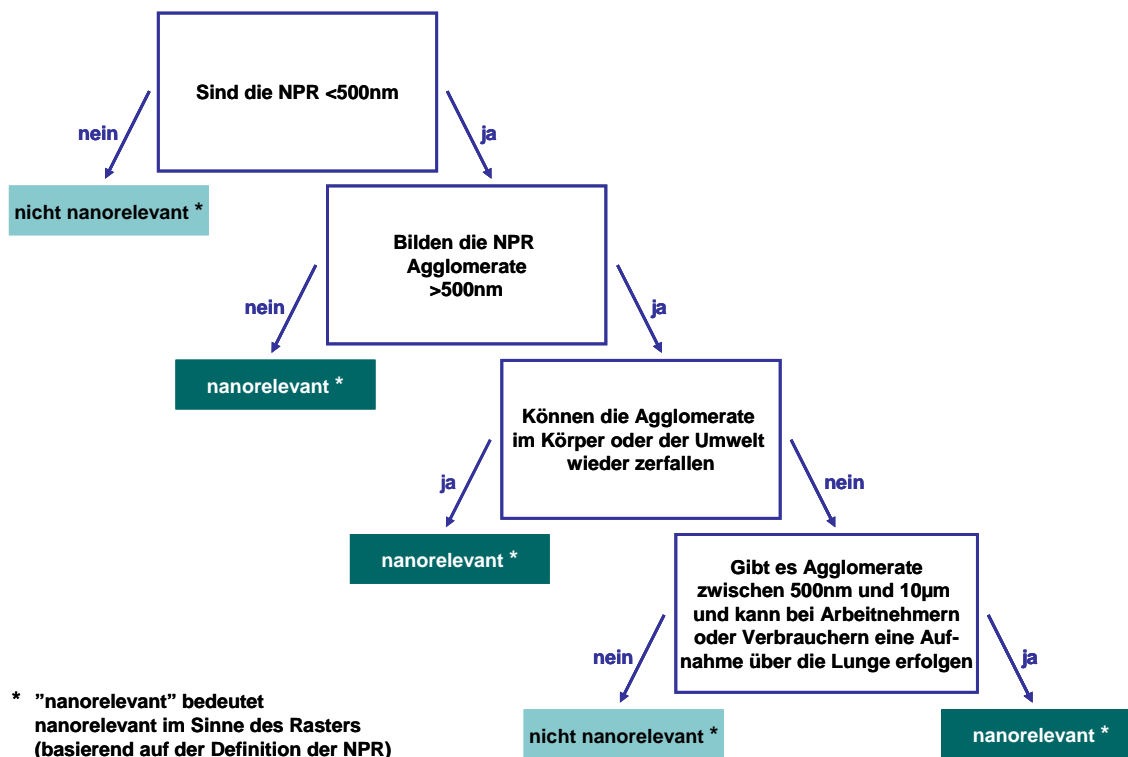 Sind die NPR <500nm
nein
ja
nicht nanorelevant *
Bilden die NPR
Agglomerate
>500nm
nein
ja
nanorelevant *
Können die Agglomerate
im Körper oder der Umwelt
wieder zerfallen
ja
nein
nanorelevant *
Gibt es Agglomerate
zwischen 500nm und 10µm
und kann bei Arbeitnehmern
oder Verbrauchern eine Auf-
nahme über die Lunge erfolgen
nein
ja
nicht nanorelevant *
nanorelevant *
* ”nanorelevant” bedeutet
nanorelevant im Sinne des Rasters
(basierend auf der Definition der NPR)